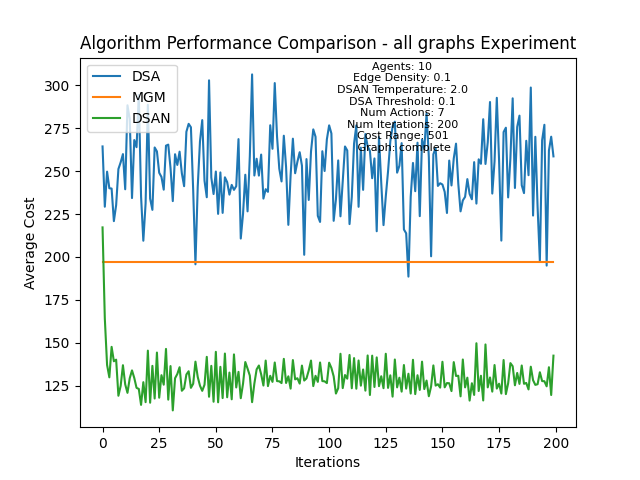 Algorithm Performance Comparison - all graphs Experiment
DSA
MGM
DSAN
Agents: 10
Edge Density: 0.1
DSAN Temperature: 2.0
DSA Threshold: 0.1
Num Actions: 7
Num Iterations: 200
Cost Range: 501
Graph: complete
Average Cost
300
275
250
225
200
175
150
125
0
25
50
75
100
125
150
175
200
Iterations